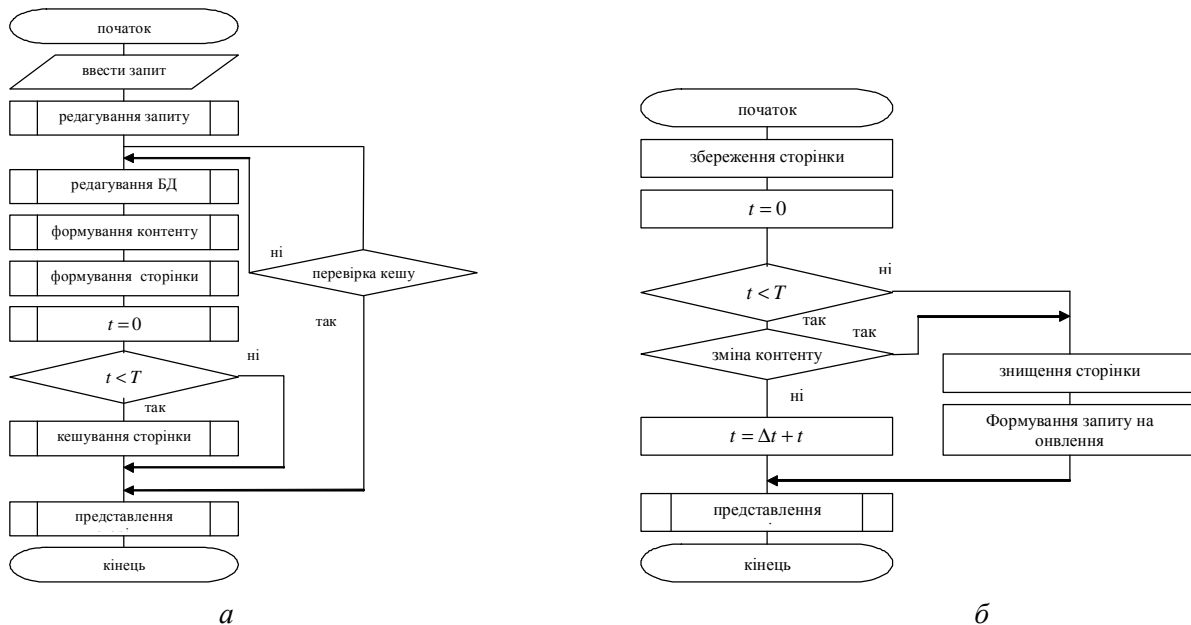 початок
ввести запит
редагування запиту
редагування БД
формування контенту
ні
формування сторінки
перевірка кешу
t = 0
так
ні
t < T
так
кешування сторінки
представлення
кінець
а
початок
збереження сторінки
t = 0
ні
t < T
так
так
зміна контенту
знищення сторінки
ні
Формування запиту на
онвлення
t = Δt + t
представлення
кінець
б